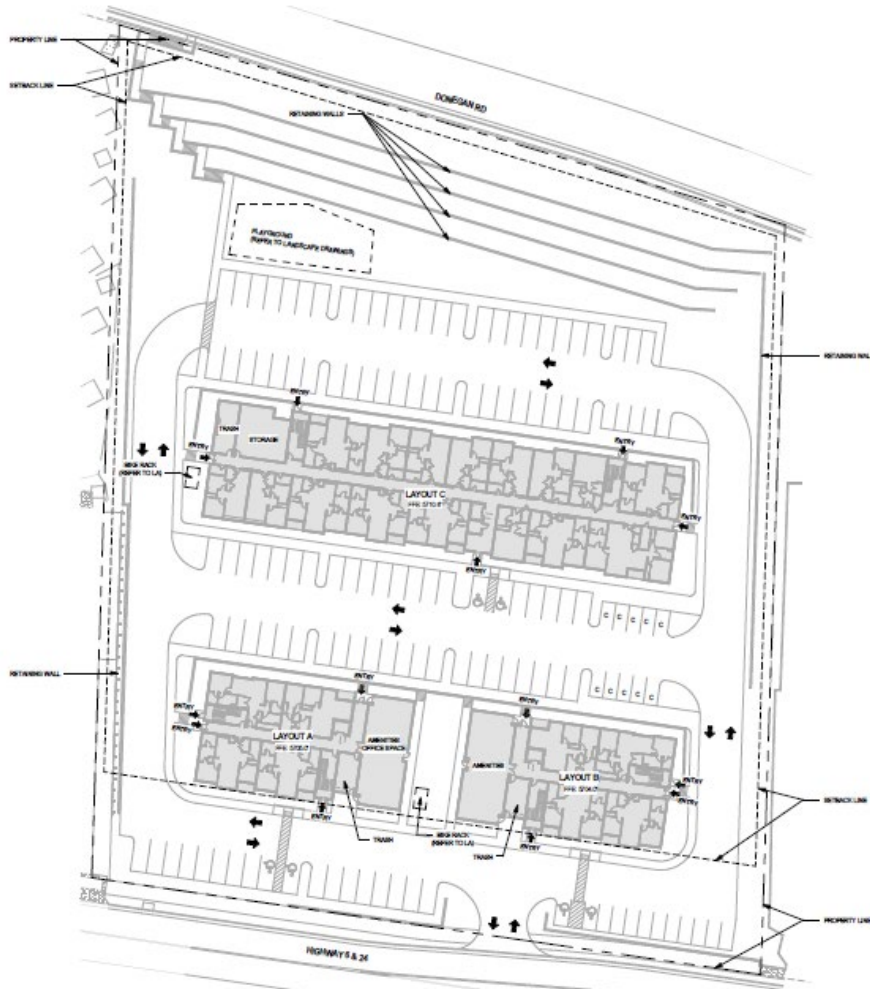 PROPERTY LINE
SETBACK LINE
DONEGAN RD
RETAINING WALLS
PLAYGROUND
(REFER TO LANDSCAPE DRAWINGS)
RETAINING WALL
ENTRY
TRASH
STORAGE
ENTRY
ENTRY
BIKE RACK
(REFER TO LA)
LAYOUT C
ENTRY
ENTRY
C C C C C
RETAINING WALL
ENTRY
C C C C C
ENTRY
ENTRY
ENTRY
LAYOUT A
AMENITIES
OFFICE SPACE
AMENITIES
LAYOUT B
ENTRY
ENTRY
SETBACK LINE
ENTRY
TRASH
BIKE RACK
(REFER TO LA)
TRASH
ENTRY
PROPERTY LINE
HIGHWAY 6 & 24